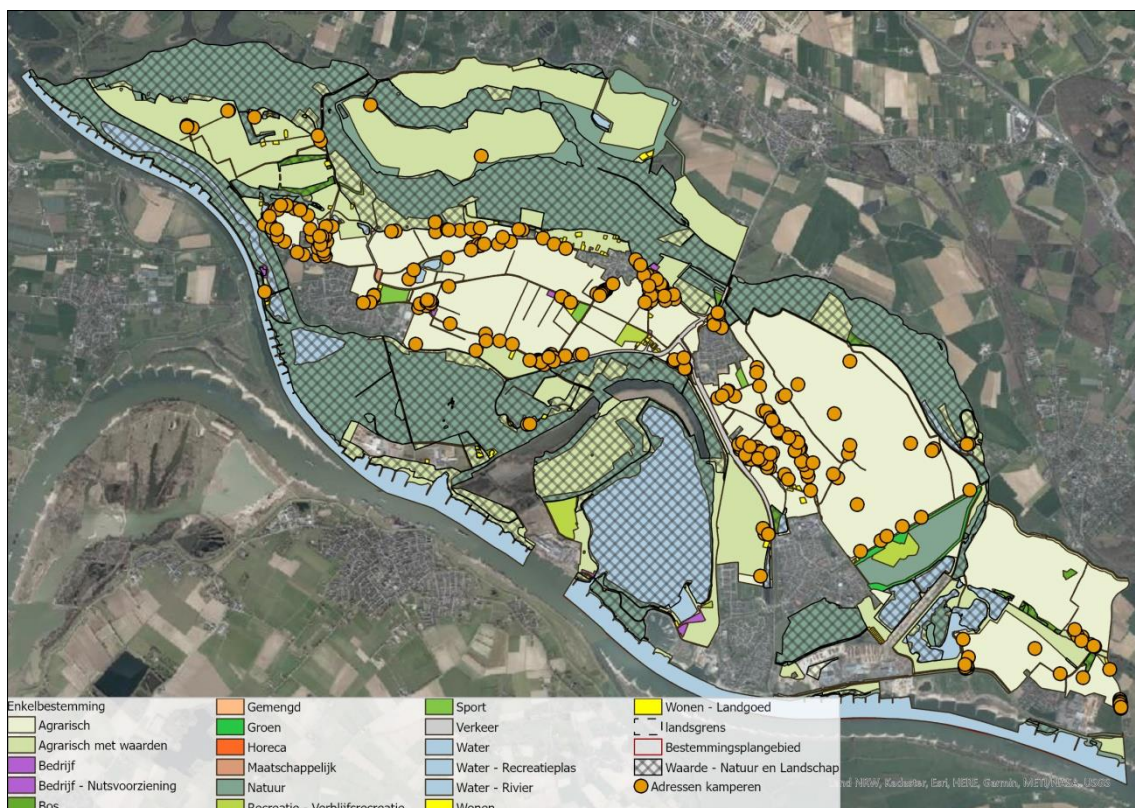 Enkelbestemming
Agrarisch
Agrarisch met waarden
Bedrijf
Bedrijf - Nutsvoorziening
Bos
Gemengd
Groen
Horeca
Maatschappelijk
Natuur
Recreatie - Verblijfsrecreatie
Sport
Verkeer
Water
Water - Recreatieplas
Water - Rivier
Wonen
Wonen - Landgoed
landsgrens
Bestemmingsplangebied
Waarde - Natuur en Landschap
Adressen kamperen
NRW, Kadaster, Esri, HERE, Garmin, METI/NASA, USGS